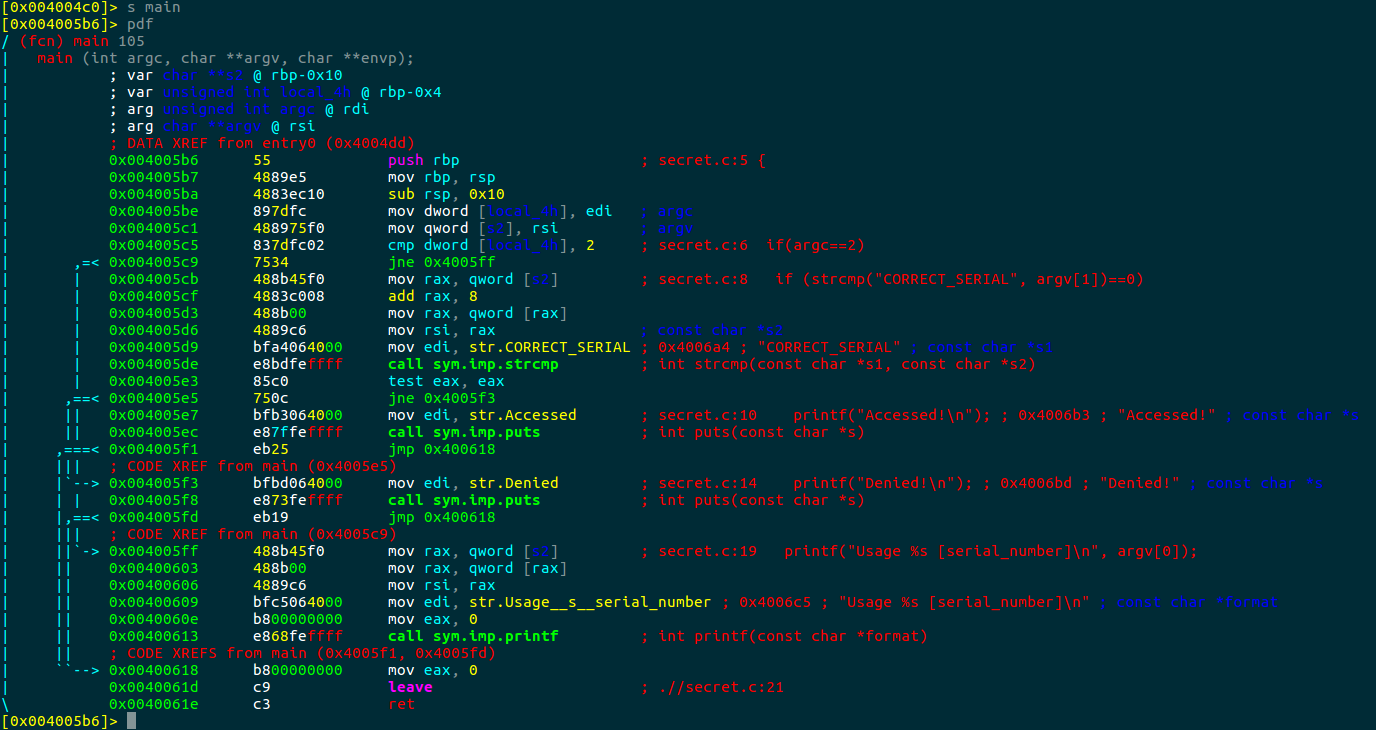 [0x004004c0]> s main
[0x004005b6]> pdf
/ (fcn) main 105
|   main (int argc, char **argv, char **envp);
|           ; var char **s2 @ rbp-0x10
|           ; var unsigned int local_4h @ rbp-0x4
|           ; arg unsigned int argc @ rdi
|           ; arg char **argv @ rsi
|           ; DATA XREF from entry0 (0x4004dd)
|           0x004005b6      55             push rbp                    ; secret.c:5 {
|           0x004005b7      4889e5         mov rbp, rsp
|           0x004005ba      4883ec10       sub rsp, 0x10
|           0x004005be      897dfc         mov dword [local_4h], edi   ; argc
|           0x004005c1      488975f0       mov qword [s2], rsi         ; argv
|           0x004005c5      837dfc02       cmp dword [local_4h], 2     ; secret.c:6  if(argc==2)
|       ,=< 0x004005c9      7534           jne 0x4005ff
|       |   0x004005cb      488b45f0       mov rax, qword [s2]         ; secret.c:8   if (strcmp("CORRECT_SERIAL", argv[1])==0)
|       |   0x004005cf      4883c008       add rax, 8
|       |   0x004005d3      488b00         mov rax, qword [rax]
|       |   0x004005d6      4889c6         mov rsi, rax                ; const char *s2
|       |   0x004005d9      bfa4064000     mov edi, str.CORRECT_SERIAL ; 0x4006a4 ; "CORRECT_SERIAL" ; const char *s1
|       |   0x004005de      e8bdfeffff     call sym.imp.strcmp         ; int strcmp(const char *s1, const char *s2)
|       |   0x004005e3      85c0           test eax, eax
|      ,==< 0x004005e5      750c           jne 0x4005f3
|      ||   0x004005e7      bfb3064000     mov edi, str.Accessed       ; secret.c:10    printf("Accessed!\n"); ; 0x4006b3 ; "Accessed!" ; const char *s
|      ||   0x004005ec      e87ffeffff     call sym.imp.puts           ; int puts(const char *s)
|     ,===< 0x004005f1      eb25           jmp 0x400618
|     |||   ; CODE XREF from main (0x4005e5)
|     |`--> 0x004005f3      bfbd064000     mov edi, str.Denied         ; secret.c:14    printf("Denied!\n"); ; 0x4006bd ; "Denied!" ; const char *s
|     | |   0x004005f8      e873feffff     call sym.imp.puts           ; int puts(const char *s)
|     |,==< 0x004005fd      eb19           jmp 0x400618
|     |||   ; CODE XREF from main (0x4005c9)
|     ||`-> 0x004005ff      488b45f0       mov rax, qword [s2]         ; secret.c:19   printf("Usage %s [serial_number]\n", argv[0]);
|     ||    0x00400603      488b00         mov rax, qword [rax]
|     ||    0x00400606      4889c6         mov rsi, rax
|     ||    0x00400609      bfc5064000     mov edi, str.Usage__s__serial_number ; 0x4006c5 ; "Usage %s [serial_number]\n" ; const char *format
|     ||    0x0040060e      b800000000     mov eax, 0
|     ||    0x00400613      e868feffff     call sym.imp.printf         ; int printf(const char *format)
|     ||    ; CODE XREFS from main (0x4005f1, 0x4005fd)
|     ``--> 0x00400618      b800000000     mov eax, 0
|           0x0040061d      c9             leave                       ; .//secret.c:21
\           0x0040061e      c3             ret
[0x004005b6]>